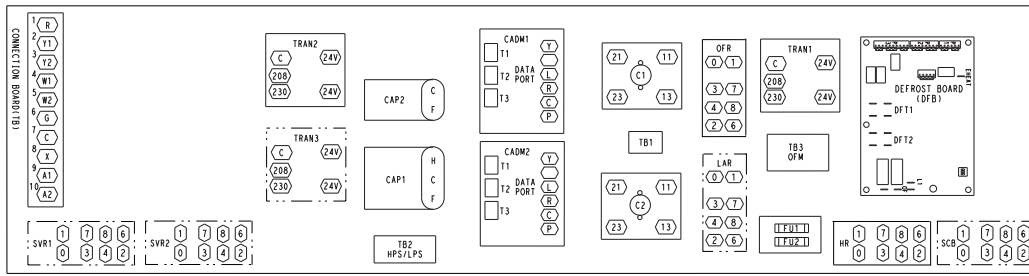 CONNECTION BOARD(TB)
1 R
2 Y1
3 Y2
4 W1
5 W2
6 G
7 C
8 X
9 A1
10 A2
SVR1
1 7 8 6
0 3 4 2
SVR2
1 7 8 6
0 3 4 2
TRAN2
C 24V
208
230 24V
TRAN3
C 24V
208
230 24V
CAP2
C
F
CAP1
H
C
F
TB2
HPS/LPS
CADM1
T1
T2
T3
DATA
PORT
Y
L
R
C
P
CADM2
T1
T2
T3
DATA
PORT
Y
L
R
C
P
21 11
C1
23 13
TB1
21 11
C2
23 13
OFR
0 1
3 7
4 8
2 6
LAR
0 1
3 7
4 8
2 6
TRAN1
C 24V
208
230 24V
TB3
OFM
FU1
FU2
EHEAT
DEFROST BOARD
(DFB)
DFT1
DFT2
HR
1 7 8 6
0 3 4 2
SCB
1 7 8 6
0 3 4 2